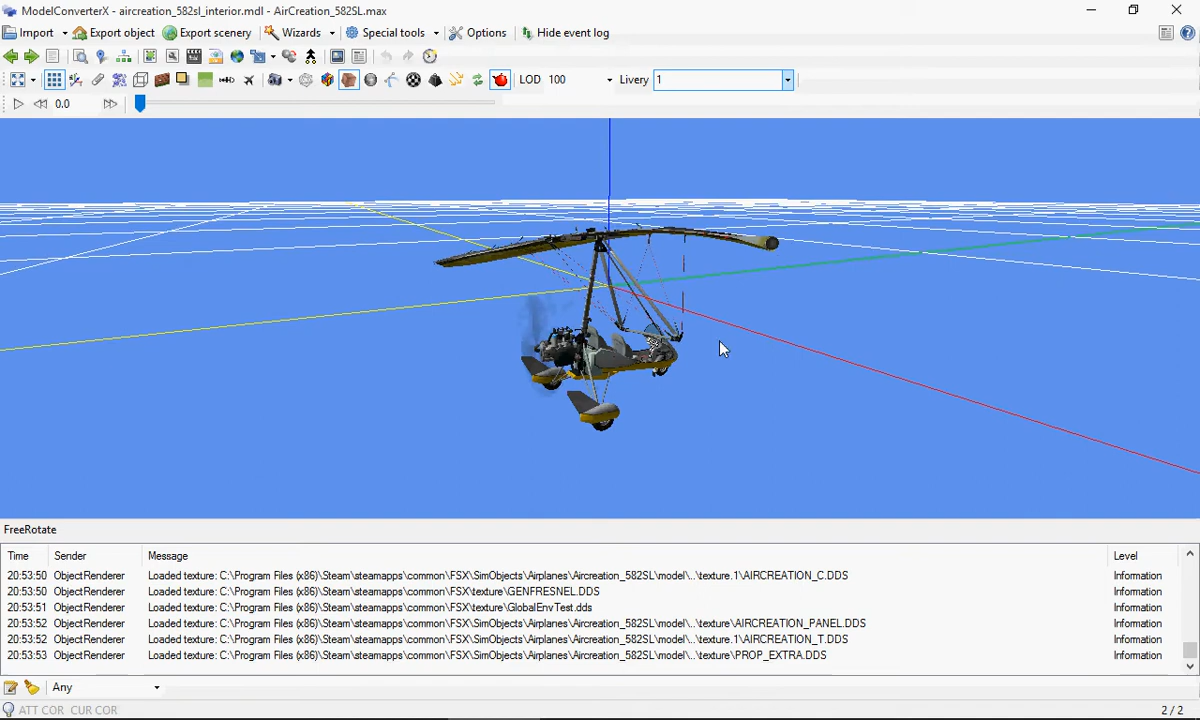 ModelConverterX - aircreation_582sl_interior.mdl - AirCreation_582SL.max
Import Export object Export scenery Wizards Special tools Options Hide event log
LOD 100 Livery 1
0.0
FreeRotate
Time Sender Message Level
20:53:50 ObjectRenderer Loaded texture: C:\Program Files (x86)\Steam\steamapps\common\FSX\SimObjects\Airplanes\Aircreation_582SL\model\..\texture.1\AIRCREATION_C.DDS Information
20:53:50 ObjectRenderer Loaded texture: C:\Program Files (x86)\Steam\steamapps\common\FSX\texture\GENFRESNEL.DDS Information
20:53:51 ObjectRenderer Loaded texture: C:\Program Files (x86)\Steam\steamapps\common\FSX\texture\GlobalEnvTest.dds Information
20:53:52 ObjectRenderer Loaded texture: C:\Program Files (x86)\Steam\steamapps\common\FSX\SimObjects\Airplanes\Aircreation_582SL\model\..\texture\AIRCREATION_PANEL.DDS Information
20:53:52 ObjectRenderer Loaded texture: C:\Program Files (x86)\Steam\steamapps\common\FSX\SimObjects\Airplanes\Aircreation_582SL\model\..\texture.1\AIRCREATION_T.DDS Information
20:53:53 ObjectRenderer Loaded texture: C:\Program Files (x86)\Steam\steamapps\common\FSX\SimObjects\Airplanes\Aircreation_582SL\model\..\texture\PROP_EXTRA.DDS Information
Any
ATT COR CUR COR 2 / 2